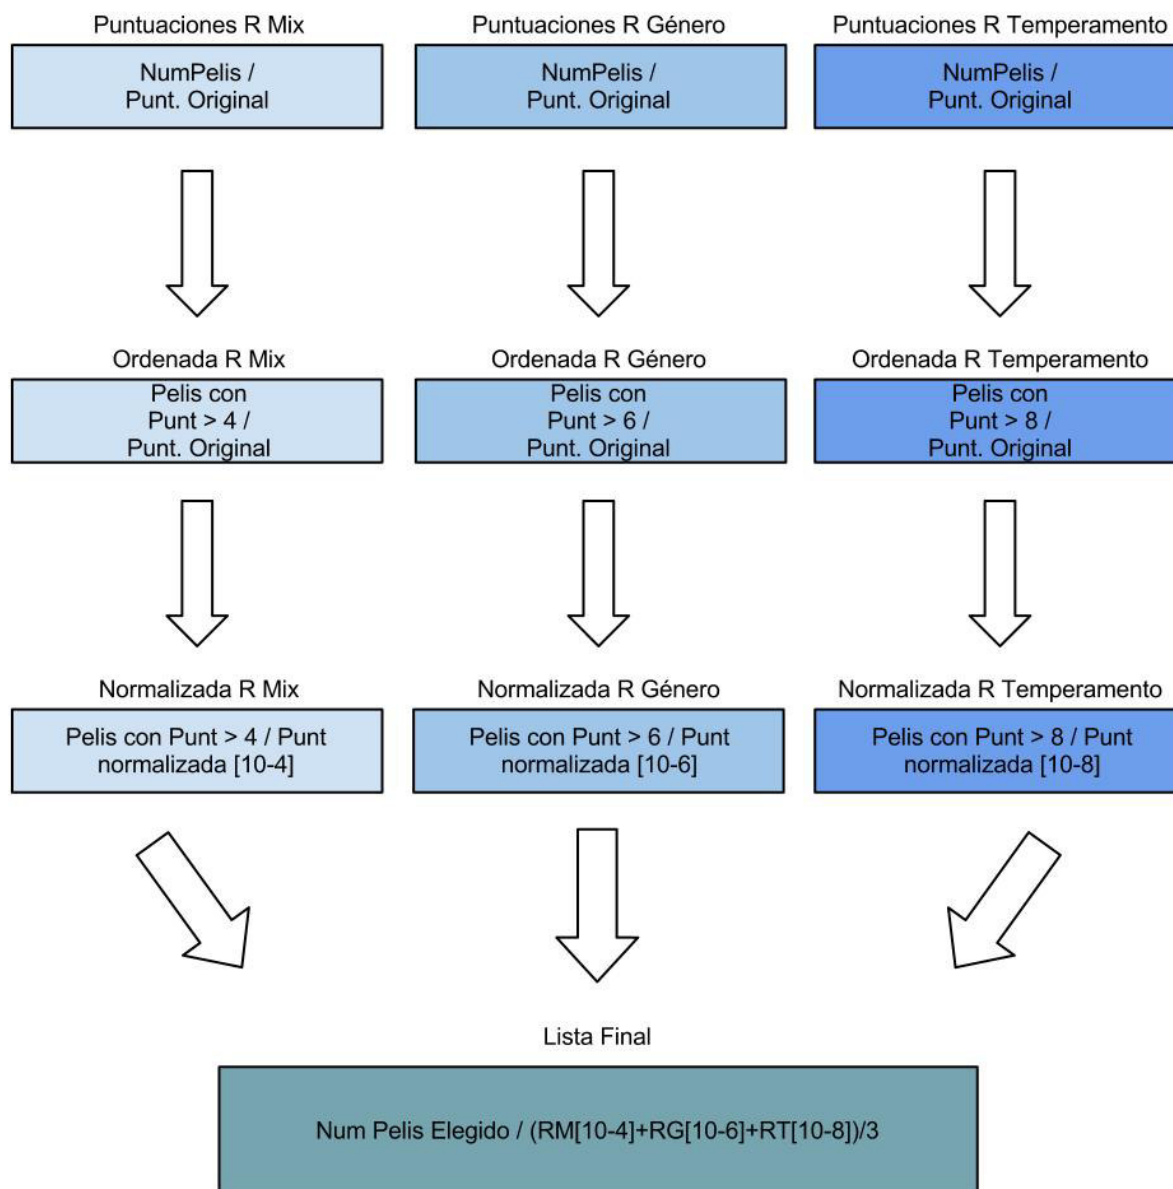 Puntuaciones R Mix
Puntuaciones R Género
Puntuaciones R Temperamento
NumPelis /
Punt. Original
NumPelis /
Punt. Original
NumPelis /
Punt. Original
Ordenada R Mix
Ordenada R Género
Ordenada R Temperamento
Pelis con
Punt > 4 /
Punt. Original
Pelis con
Punt > 6 /
Punt. Original
Pelis con
Punt > 8 /
Punt. Original
Normalizada R Mix
Normalizada R Género
Normalizada R Temperamento
Pelis con Punt > 4 / Punt
normalizada [10-4]
Pelis con Punt > 6 / Punt
normalizada [10-6]
Pelis con Punt > 8 / Punt
normalizada [10-8]
Lista Final
Num Pelis Elegido / (RM[10-4]+RG[10-6]+RT[10-8])/3